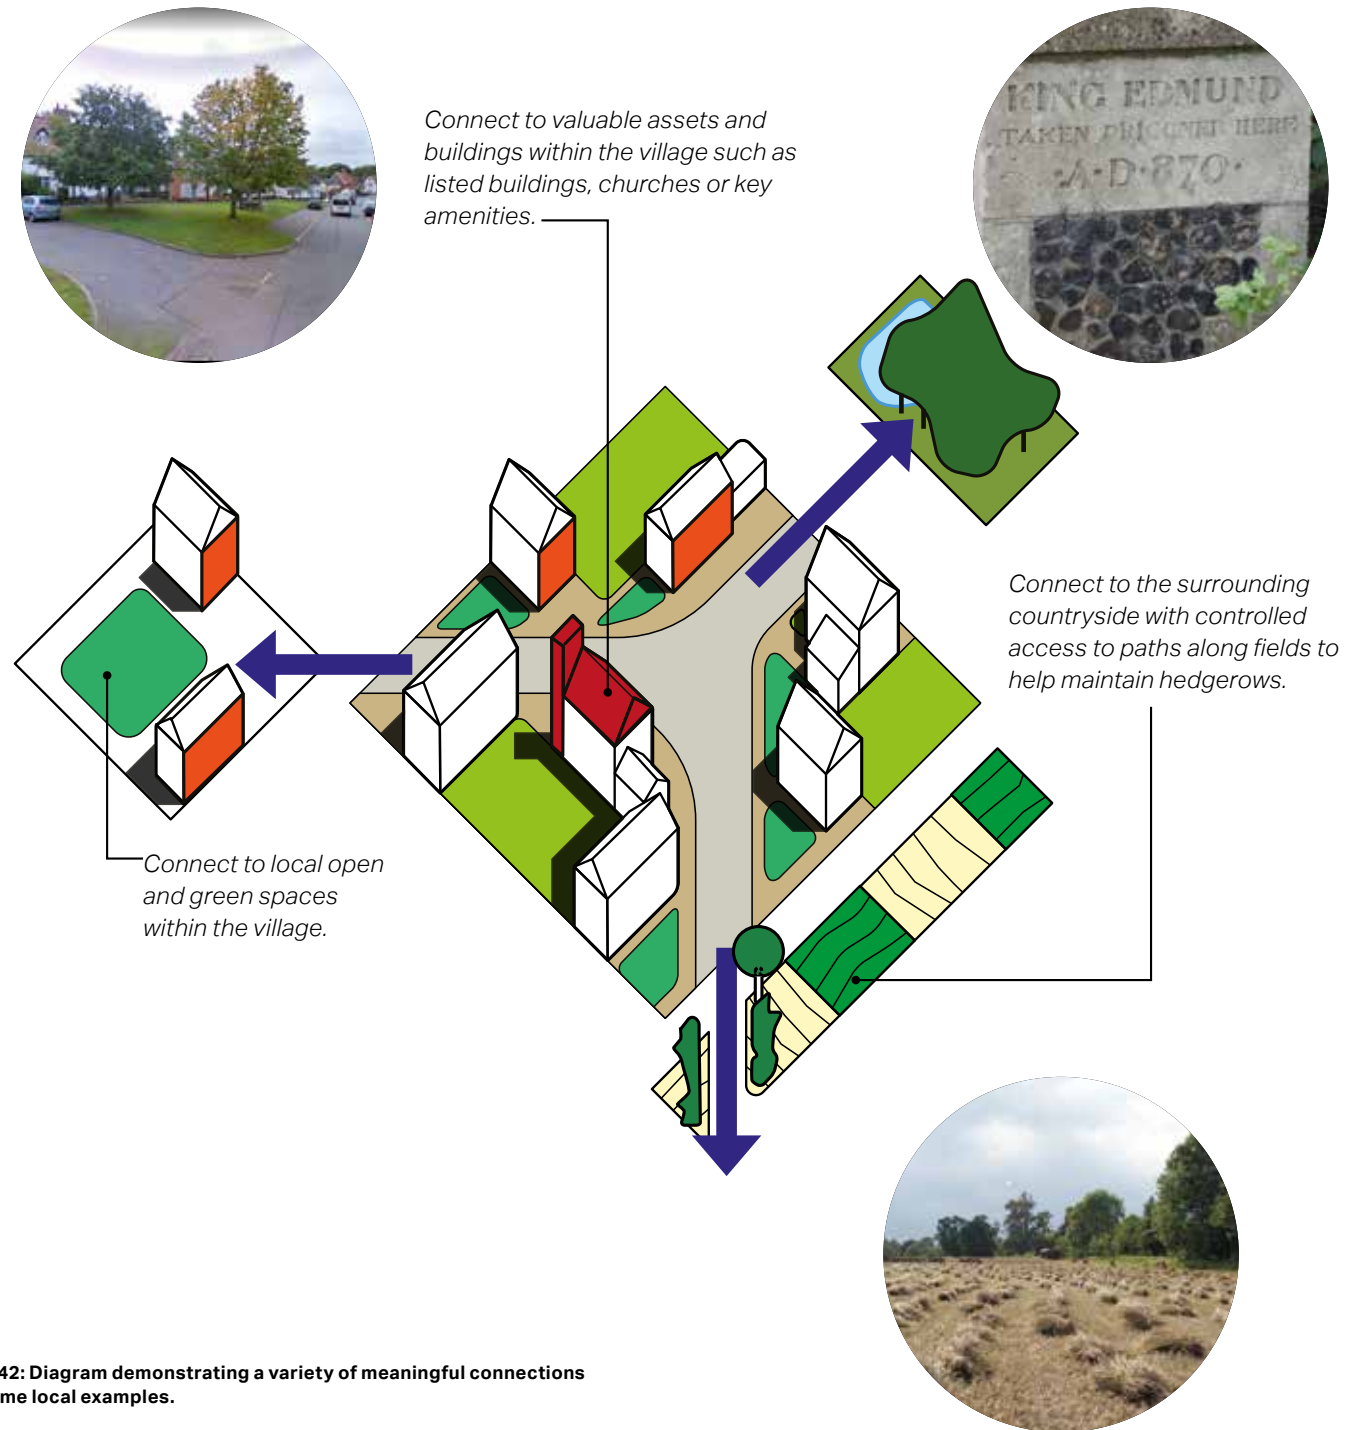 KING EDMUND
TAKEN PRISONER HERE
·A·D·870·
Connect to valuable assets and
buildings within the village such as
listed buildings, churches or key
amenities.
Connect to the surrounding
countryside with controlled
access to paths along fields to
help maintain hedgerows.
Connect to local open
and green spaces
within the village.
42: Diagram demonstrating a variety of meaningful connections
me local examples.